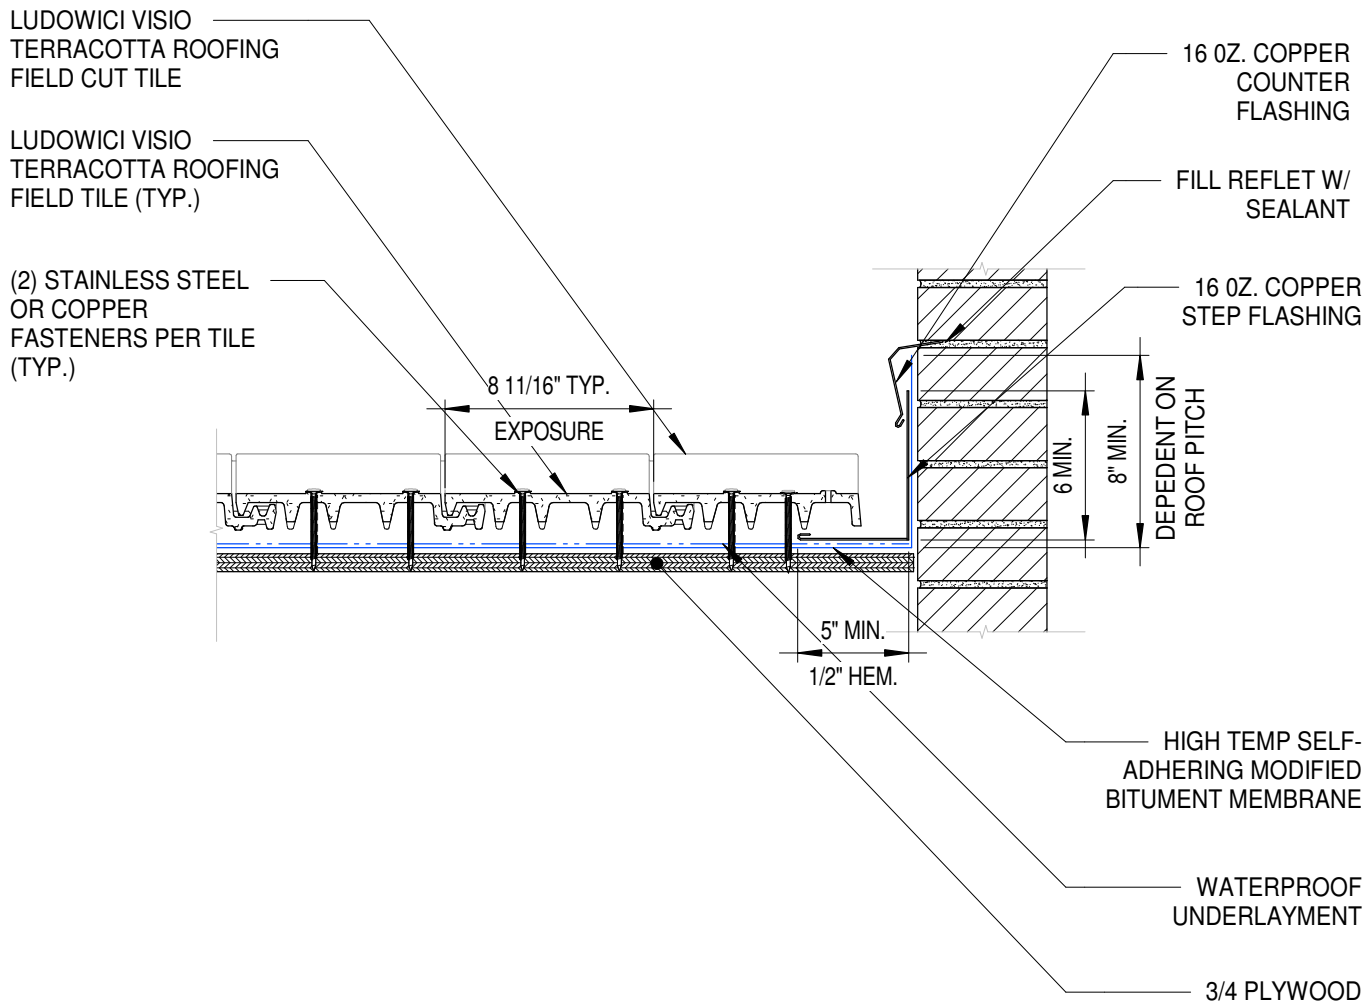 LUDOWICI VISIO
TERRACOTTA ROOFING
FIELD CUT TILE
LUDOWICI VISIO
TERRACOTTA ROOFING
FIELD TILE (TYP.)
(2) STAINLESS STEEL
OR COPPER
FASTENERS PER TILE
(TYP.)
8 11/16" TYP.
EXPOSURE
16 0Z. COPPER
COUNTER
FLASHING
FILL REFLET W/
SEALANT
16 0Z. COPPER
STEP FLASHING
6 MIN.
8" MIN.
DEPEDENT ON
ROOF PITCH
5" MIN.
1/2" HEM.
HIGH TEMP SELF-
ADHERING MODIFIED
BITUMENT MEMBRANE
WATERPROOF
UNDERLAYMENT
3/4 PLYWOOD